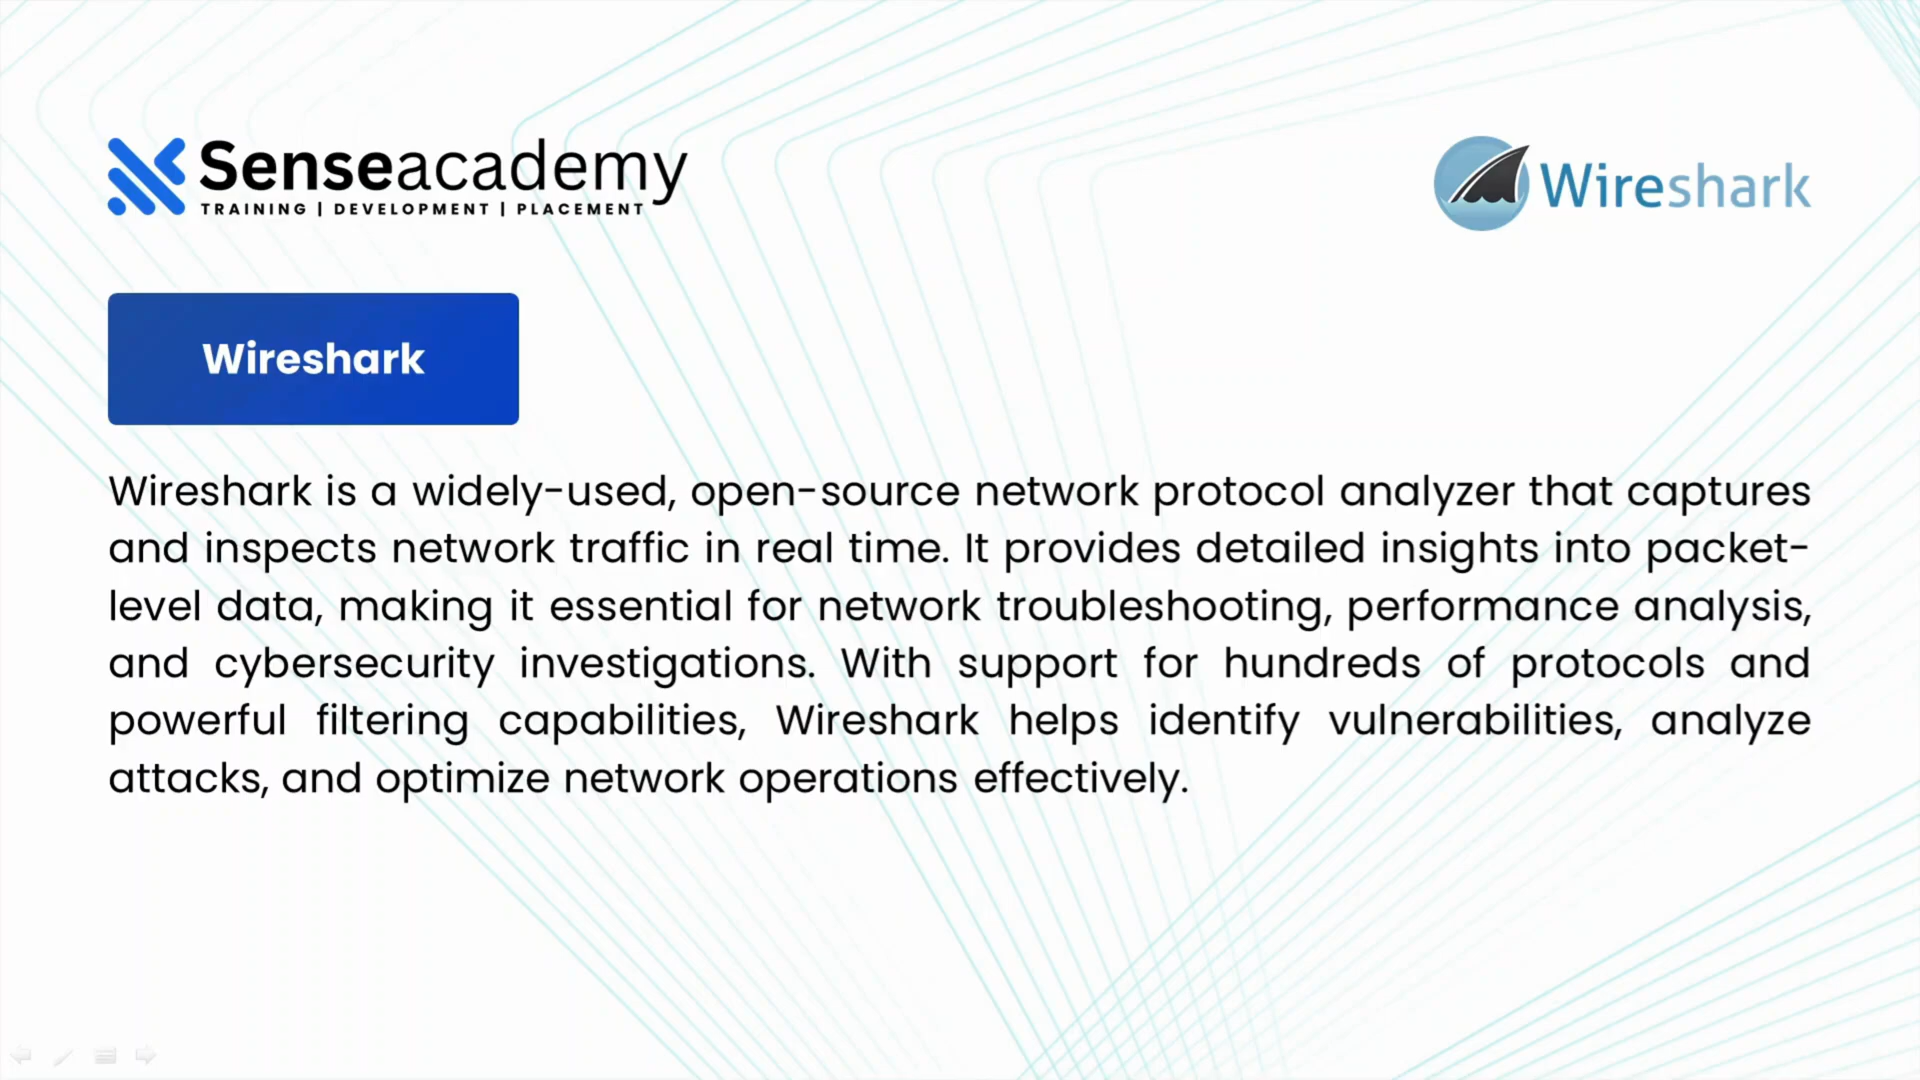 Senseacademy
TRAINING | DEVELOPMENT | PLACEMENT
Wireshark
Wireshark
Wireshark is a widely-used, open-source network protocol analyzer that captures
and inspects network traffic in real time. It provides detailed insights into packet-
level data, making it essential for network troubleshooting, performance analysis,
and cybersecurity investigations. With support for hundreds of protocols and
powerful filtering capabilities, Wireshark helps identify vulnerabilities, analyze
attacks, and optimize network operations effectively.